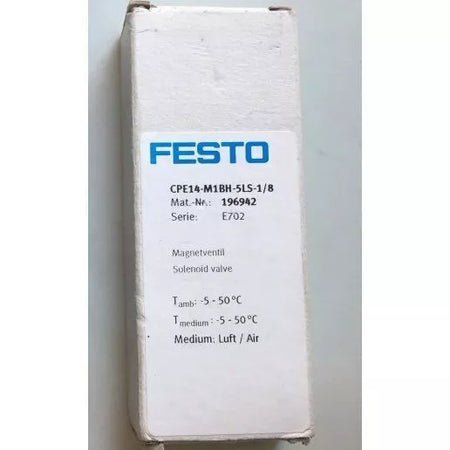 FESTO
CPE14-M1BH-5LS-1/8
Mat.-Nr.: 196942
Serie: E702
Magnetventil
Solenoid valve
Tamb: -5 - 50 °C
Tmedium : -5 - 50 °C
Medium: Luft / Air